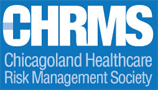 CHRMS
Chicagoland Healthcare
Risk Management Society